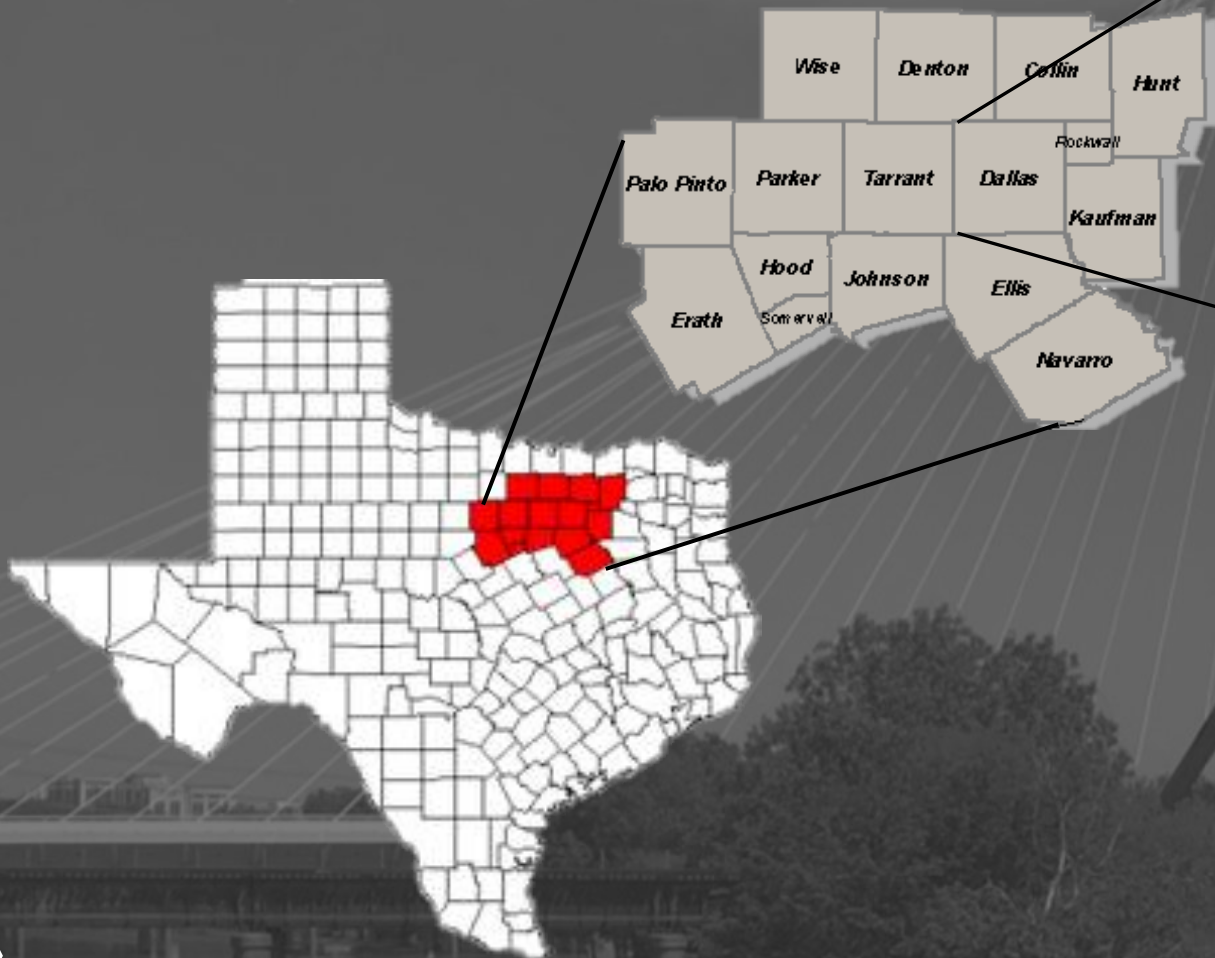 Wise
Denton
Collin
Hunt
Rockwall
Palo Pinto
Parker
Tarrant
Dallas
Kaufman
Hood
Johnson
Ellis
Erath
Somervell
Navarro